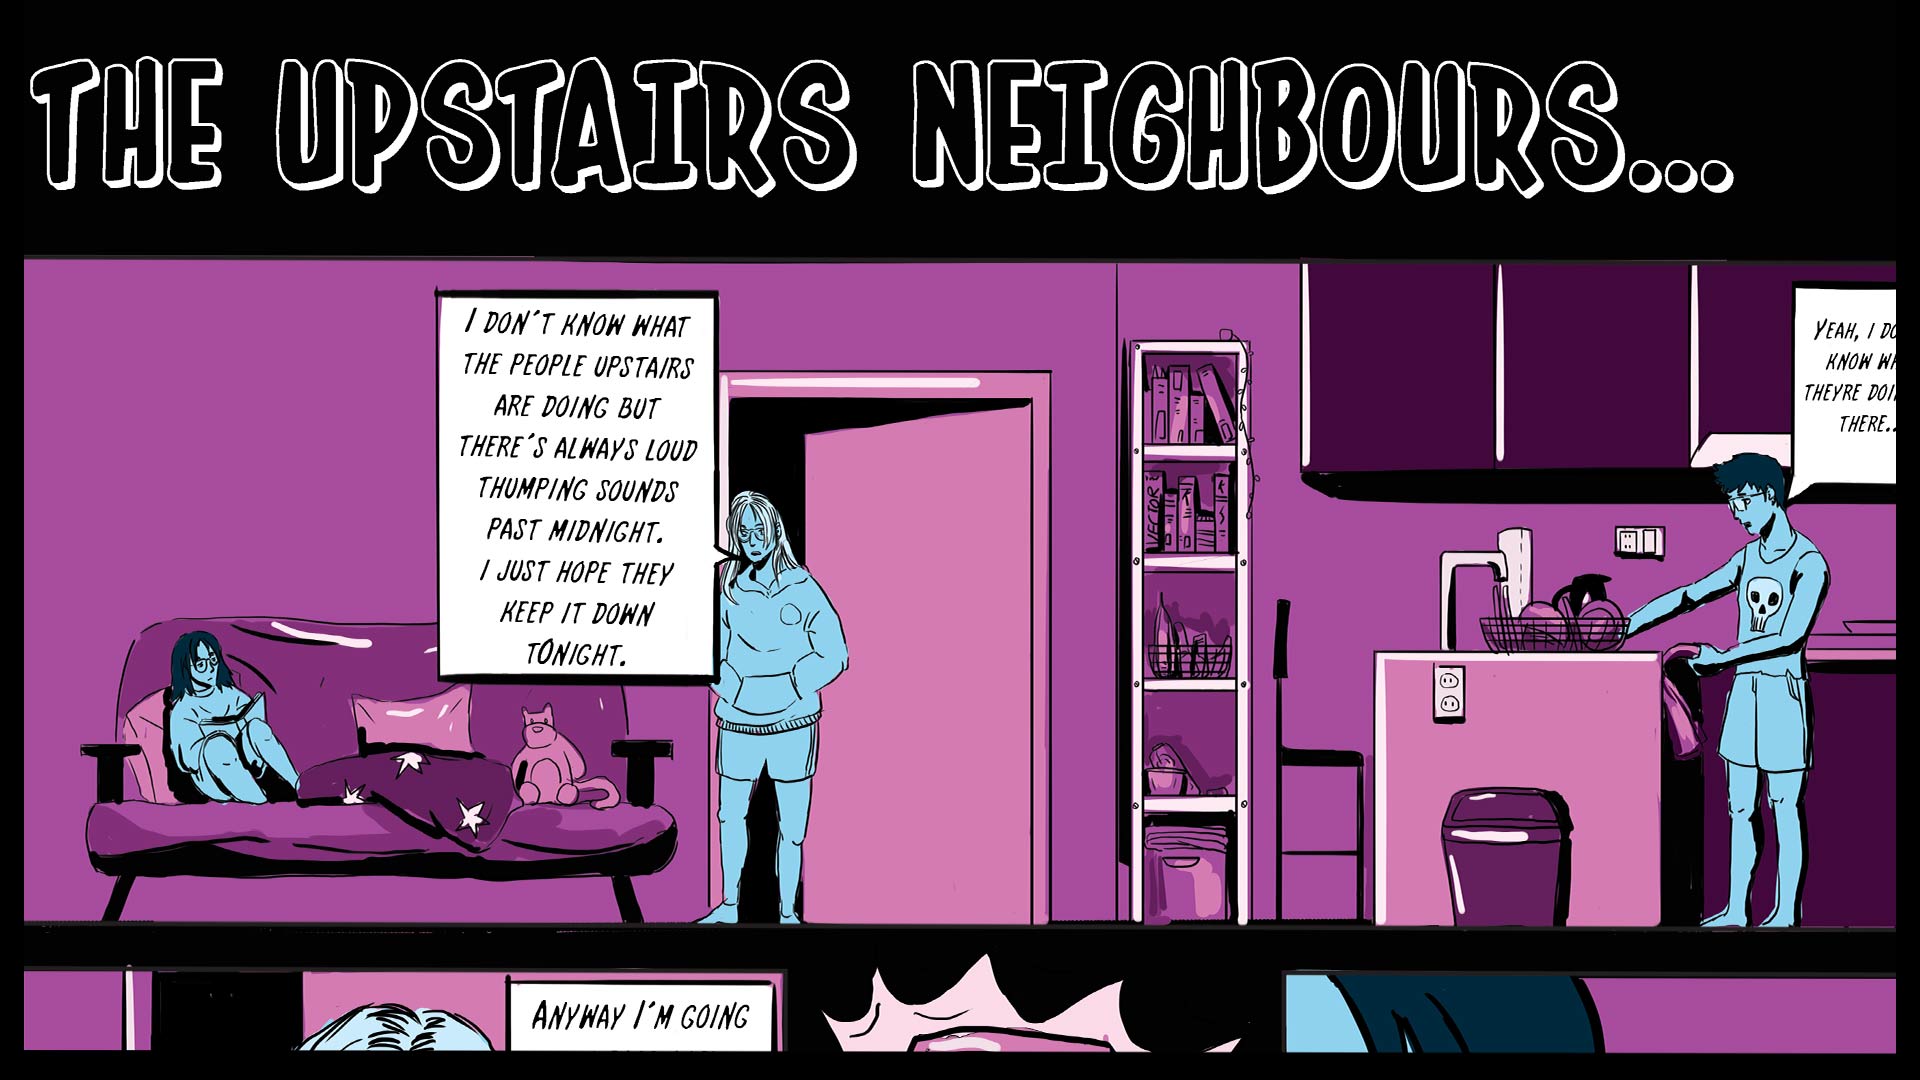 THE UPSTAIRS NEIGHBOURS...
I DON'T KNOW WHAT
THE PEOPLE UPSTAIRS
ARE DOING BUT
THERE'S ALWAYS LOUD
THUMPING SOUNDS
PAST MIDNIGHT.
I JUST HOPE THEY
KEEP IT DOWN
TONIGHT.
YEAH, I
KNOW
THEYRE
THERE..
VECTOR
ANYWAY I'M GOING